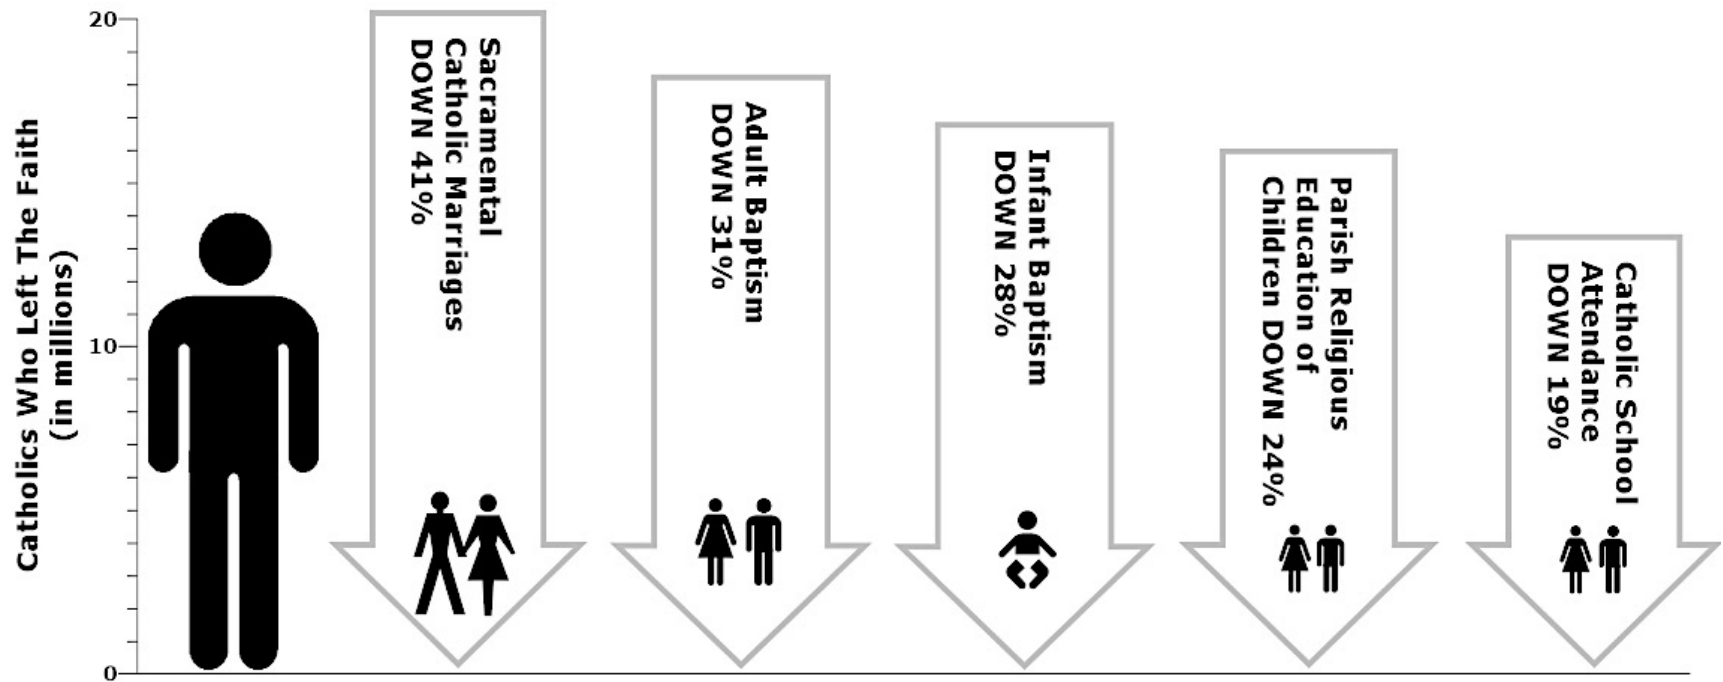 Catholics Who Left The Faith
(in millions)
20
10
0
Sacramental
Catholic Marriages
DOWN 41%
Adult Baptism
DOWN 31%
Infant Baptism
DOWN 28%
Parish Religious
Education of
Children DOWN 24%
Catholic School
Attendance
DOWN 19%